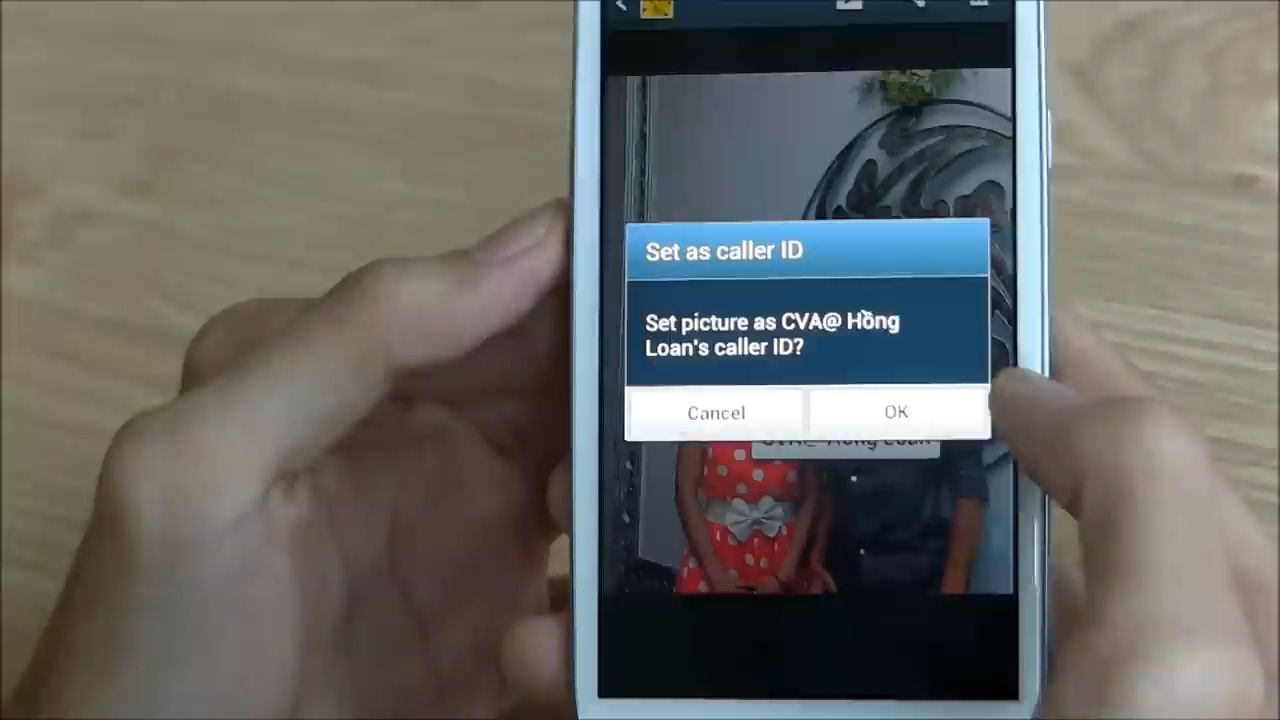 Set as caller ID
Set picture as CVA@ Hồng
Loan's caller ID?
Cancel
OK